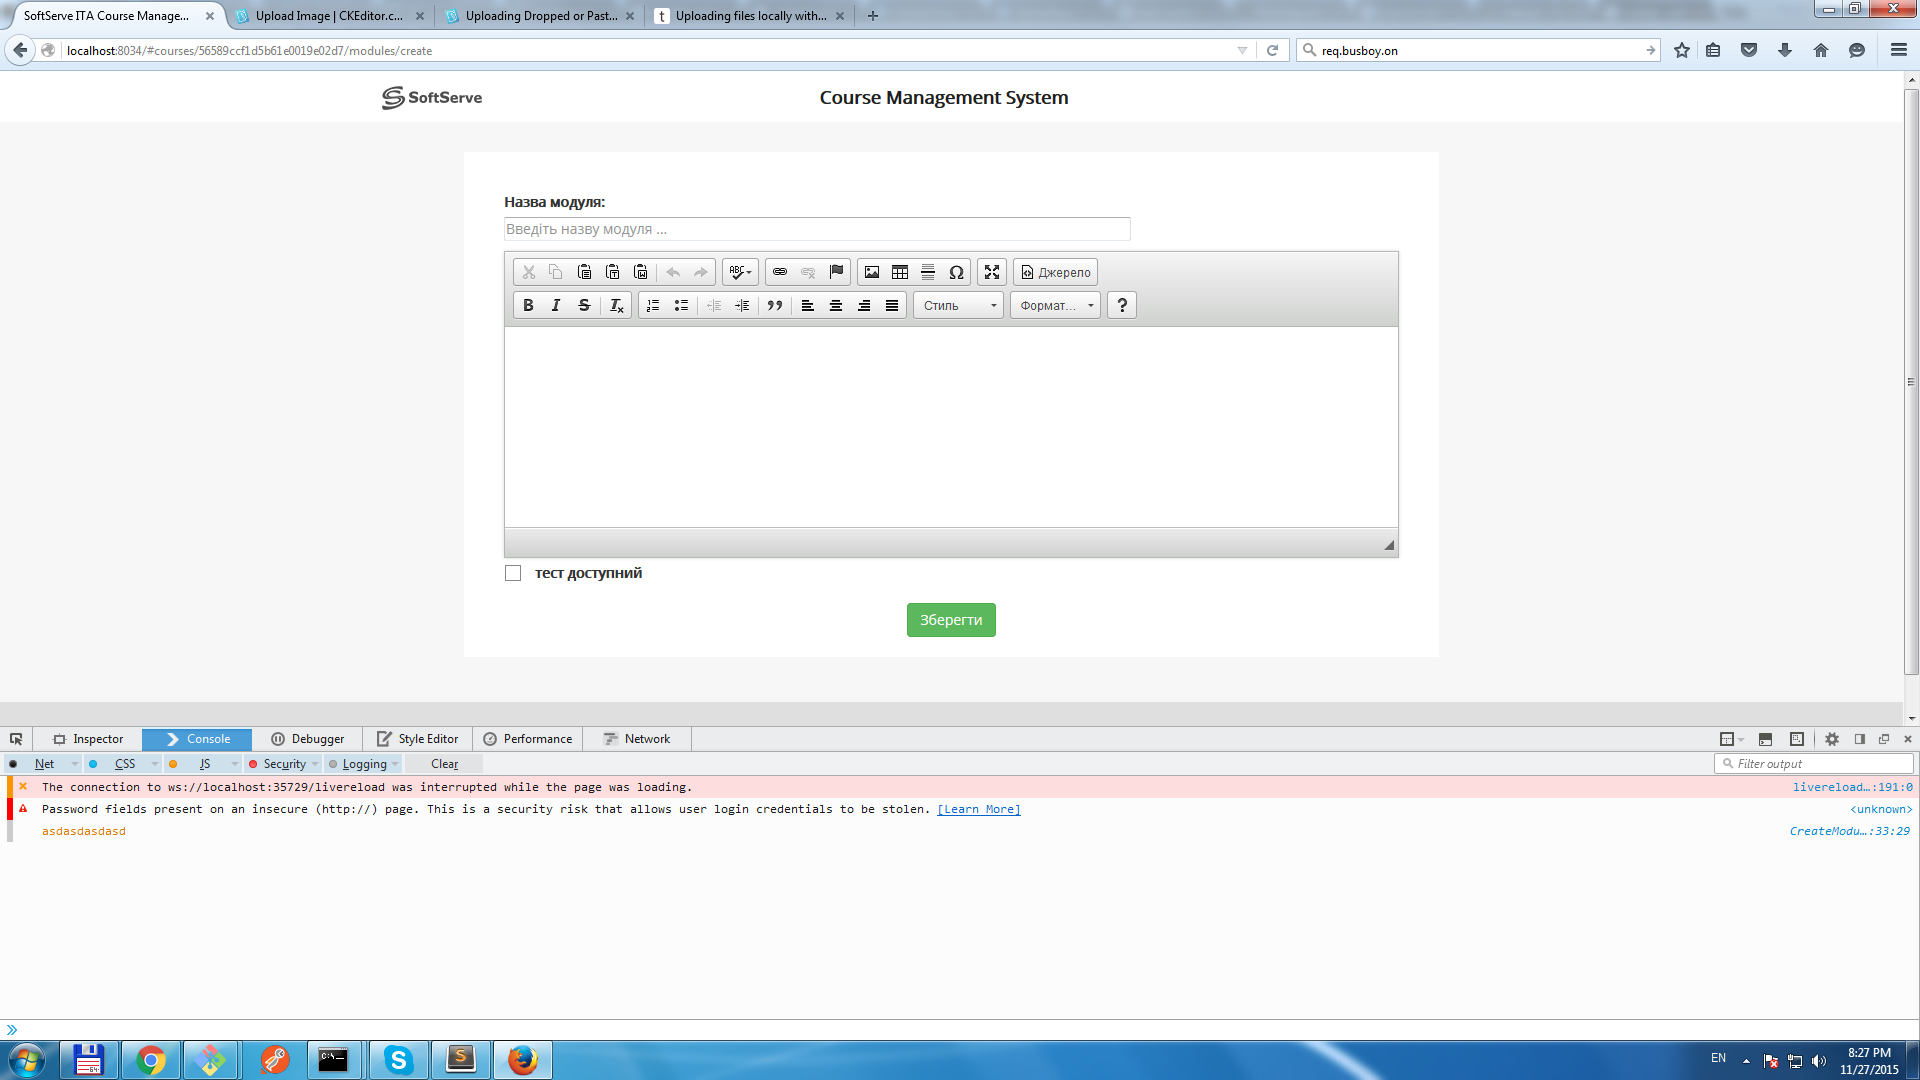 SoftServe ITA Course Manage...
Upload Image | CKEditor.c...
Uploading Dropped or Past...
t Uploading files locally with...
localhost:8034/#courses/56589ccf1d5b61e0019e02d7/modules/create
req.busboy.on
SoftServe
Course Management System
Назва модуля:
Введіть назву модуля ...
ABC
Ω
Джерело
B I S Tx
Стиль
Формат...
?
тест доступний
Зберегти
Inspector
Console
Debugger
Style Editor
Performance
Network
Net
CSS
JS
Security
Logging
Clear
Filter output
The connection to ws://localhost:35729/livereload was interrupted while the page was loading.
livereload…:191:0
Password fields present on an insecure (http://) page. This is a security risk that allows user login credentials to be stolen. [Learn More]
<unknown>
asdasdasdasd
CreateModu…:33:29
64
C:\_
S
S
EN
8:27 PM
11/27/2015